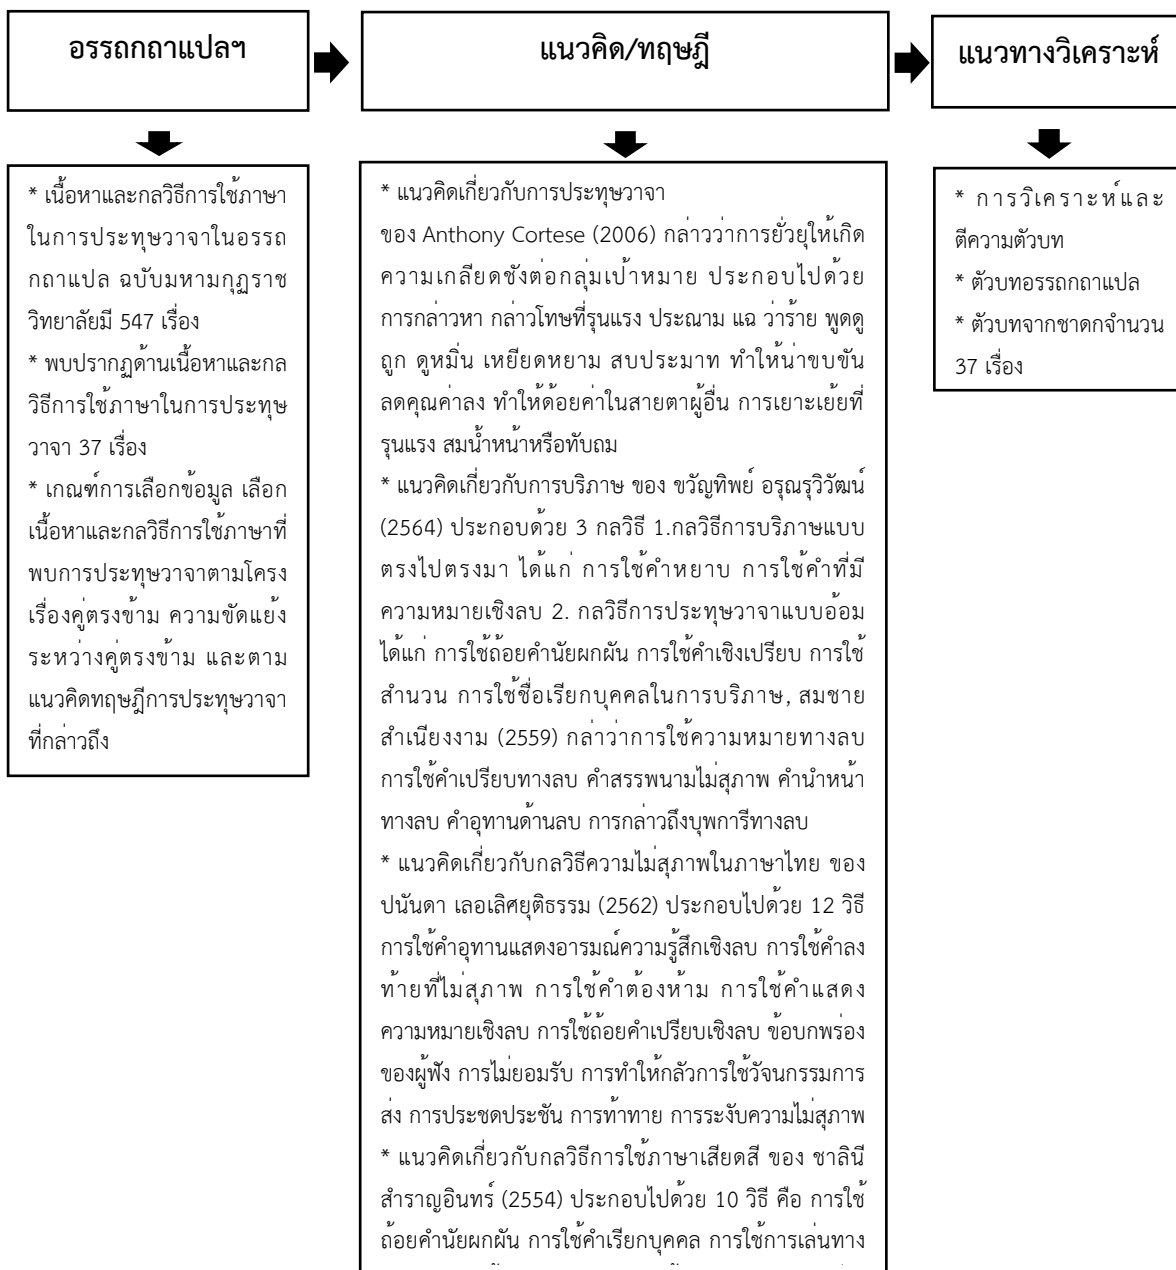 อรรถกถาแปลฯ
แนวคิด/ทฤษฎี
แนวทางวิเคราะห์
* เนื้อหาและกลวิธีการใช้ภาษา
ในการประทุษวาจาในอรรถ
กถาแปล ฉบับมหามกุฏราช
วิทยาลัยมี 547 เรื่อง
* พบปรากฏด้านเนื้อหาและกล
วิธีการใช้ภาษาในการประทุษ
วาจา 37 เรื่อง
* เกณฑ์การเลือกข้อมูล เลือก
เนื้อหาและกลวิธีการใช้ภาษาที่
พบการประทุษวาจาตามโครง
เรื่องคู่ตรงข้าม ความขัดแย้ง
ระหว่างคู่ตรงข้าม และตาม
แนวคิดทฤษฎีการประทุษวาจา
ที่กล่าวถึง
* แนวคิดเกี่ยวกับการประทุษวาจา
ของ Anthony Cortese (2006) กล่าวว่าการยั่วยุให้เกิด
ความเกลียดชังต่อกลุ่มเป้าหมาย ประกอบไปด้วย
การกล่าวหา กล่าวโทษที่รุนแรง ประณาม แฉ ว่าร้าย พูดดู
ถูก ดูหมิ่น เหยียดหยาม สบประมาท ทำให้น่าขบขัน
ลดคุณค่าลง ทำให้ด้อยค่าในสายตาผู้อื่น การเยาะเย้ยที่
รุนแรง สมน้ำหน้าหรือทับถม
* แนวคิดเกี่ยวกับการบริภาษ ของ ขวัญทิพย์ อรุณรุวิวัฒน์
(2564) ประกอบด้วย 3 กลวิธี 1.กลวิธีการบริภาษแบบ
ตรงไปตรงมา ได้แก่ การใช้คำหยาบ การใช้คำที่มี
ความหมายเชิงลบ 2. กลวิธีการประทุษวาจาแบบอ้อม
ได้แก่ การใช้ถ้อยคำนัยผกผัน การใช้คำเชิงเปรียบ การใช้
สำนวน การใช้ชื่อเรียกบุคคลในการบริภาษ, สมชาย
สำเนียงงาม (2559) กล่าวว่าการใช้ความหมายทางลบ
การใช้คำเปรียบทางลบ คำสรรพนามไม่สุภาพ คำนำหน้า
ทางลบ คำอุทานด้านลบ การกล่าวถึงบุพการีทางลบ
* แนวคิดเกี่ยวกับกลวิธีความไม่สุภาพในภาษาไทย ของ
ปนันดา เลอเลิศยุติธรรม (2562) ประกอบไปด้วย 12 วิธี
การใช้คำอุทานแสดงอารมณ์ความรู้สึกเชิงลบ การใช้คำลง
ท้ายที่ไม่สุภาพ การใช้คำต้องห้าม การใช้คำแสดง
ความหมายเชิงลบ การใช้ถ้อยคำเปรียบเชิงลบ ข้อบกพร่อง
ของผู้ฟัง การไม่ยอมรับ การทำให้กลัวการใช้วัจนกรรมการ
ส่ง การประชดประชัน การท้าทาย การระงับความไม่สุภาพ
* แนวคิดเกี่ยวกับกลวิธีการใช้ภาษาเสียดสี ของ ชาลินี
สำราญอินทร์ (2554) ประกอบไปด้วย 10 วิธี คือ การใช้
ถ้อยคำนัยผกผัน การใช้คำเรียกบุคคล การใช้การเล่นทาง
* การวิเคราะห์และ
ตีความตัวบท
* ตัวบทอรรถกถาแปล
* ตัวบทจากชาดกจำนวน
37 เรื่อง